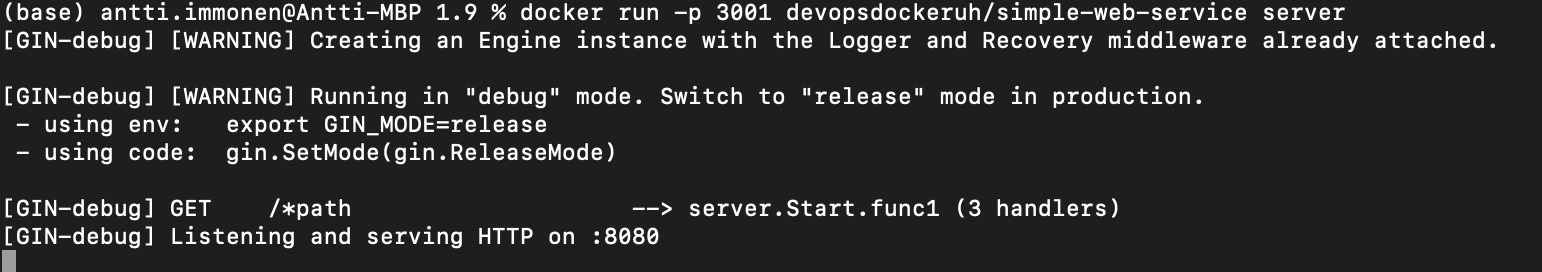 (base) antti.immonen@Antti-MBP 1.9 % docker run -p 3001 devopsdockeruh/simple-web-service server
[GIN-debug] [WARNING] Creating an Engine instance with the Logger and Recovery middleware already attached.
[GIN-debug] [WARNING] Running in "debug" mode. Switch to "release" mode in production.
 - using env:   export GIN_MODE=release
 - using code:  gin.SetMode(gin.ReleaseMode)
[GIN-debug] GET    /*path                    --> server.Start.func1 (3 handlers)
[GIN-debug] Listening and serving HTTP on :8080